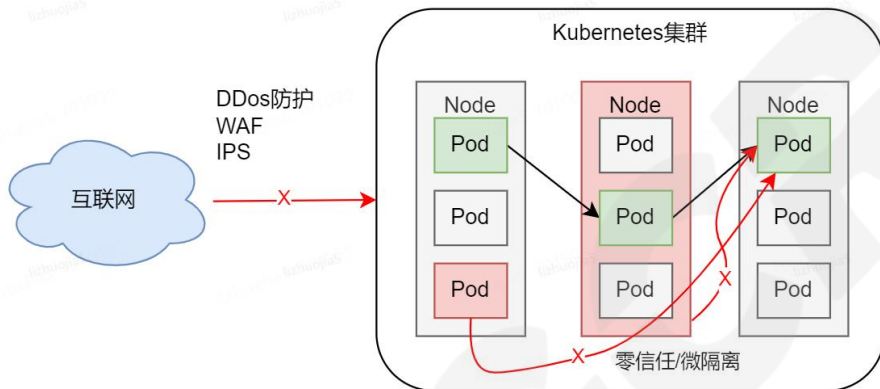 Kubernetes集群
DDos防护
WAF
IPS
互联网
X
Node
Pod
Pod
Pod
Node
Pod
Pod
Pod
Node
Pod
Pod
Pod
X
X
零信任/微隔离